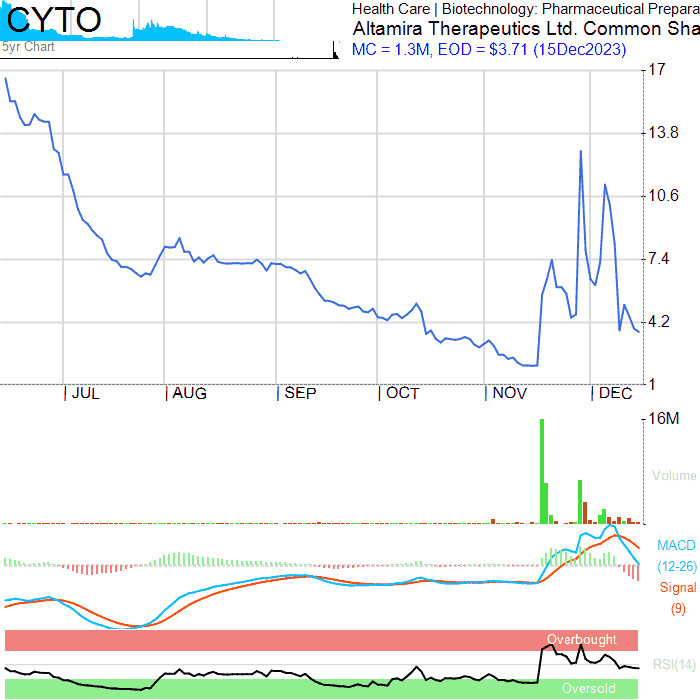 CYTO
5yr Chart
Health Care | Biotechnology: Pharmaceutical Prepara
Altamira Therapeutics Ltd. Common Sha
MC = 1.3M, EOD = $3.71 (15Dec2023)
17
13.8
10.6
7.4
4.2
1
| JUL | AUG | SEP | OCT | NOV | DEC
16M
Volume
MACD
(12-26)
Signal
(9)
Overbought
RSI(14)
Oversold